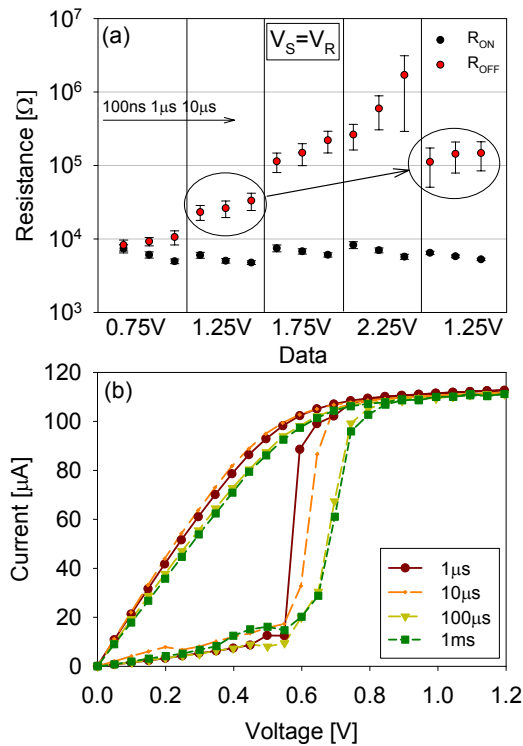 (a)
V_S=V_R
R_ON
R_OFF
100ns 1µs 10µs
Resistance [Ω]
10^7
10^6
10^5
10^4
10^3
0.75V 1.25V 1.75V 2.25V 1.25V
Data
(b)
Current [µA]
120
100
80
60
40
20
0
1µs
10µs
100µs
1ms
0.0 0.2 0.4 0.6 0.8 1.0 1.2
Voltage [V]